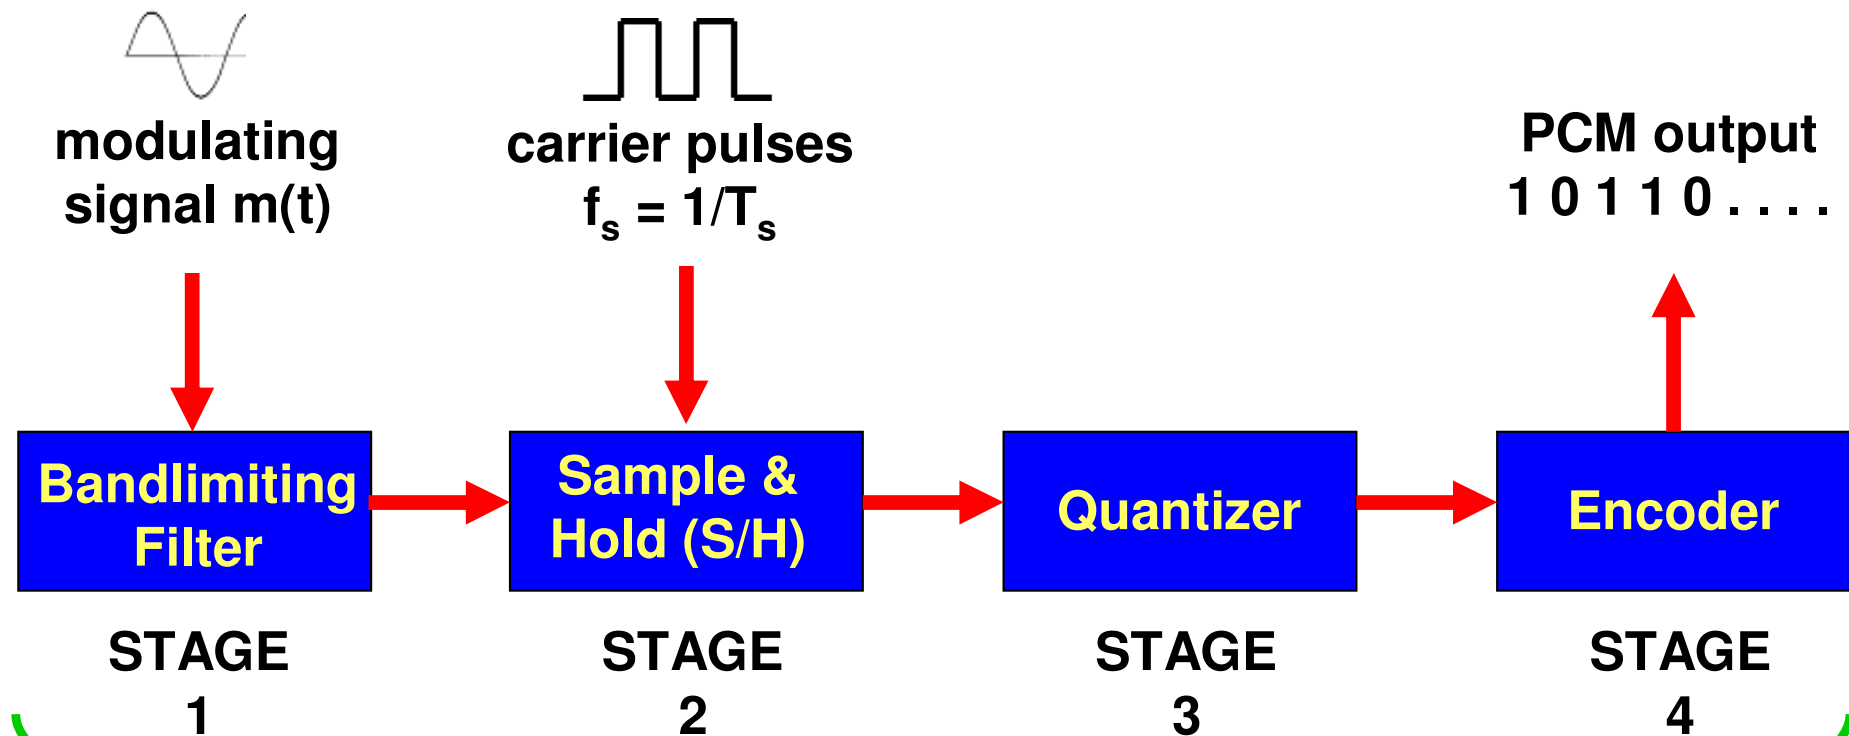 modulating
signal m(t)
carrier pulses
fs = 1/Ts
PCM output
1 0 1 1 0 . . . .
Bandlimiting
Filter
Sample &
Hold (S/H)
Quantizer
Encoder
STAGE
1
STAGE
2
STAGE
3
STAGE
4